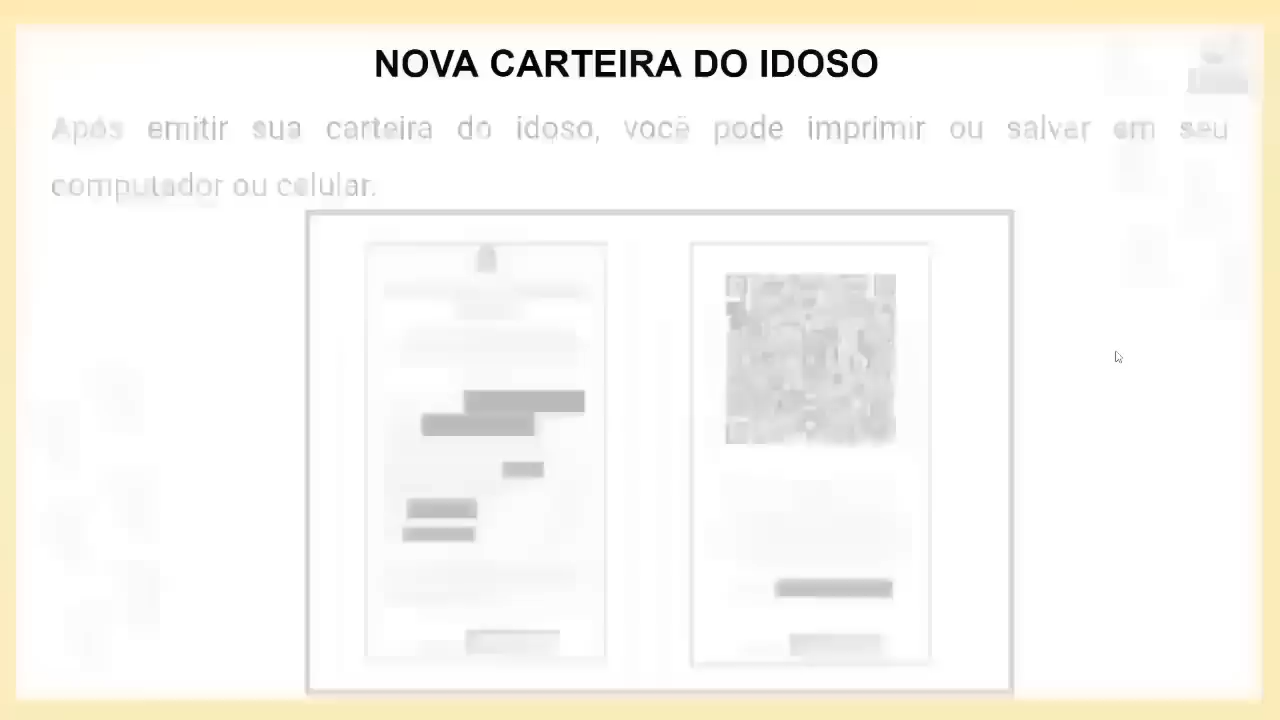 NOVA CARTEIRA DO IDOSO
Após emitir sua carteira do idoso, você pode imprimir ou salvar em seu
computador ou celular.